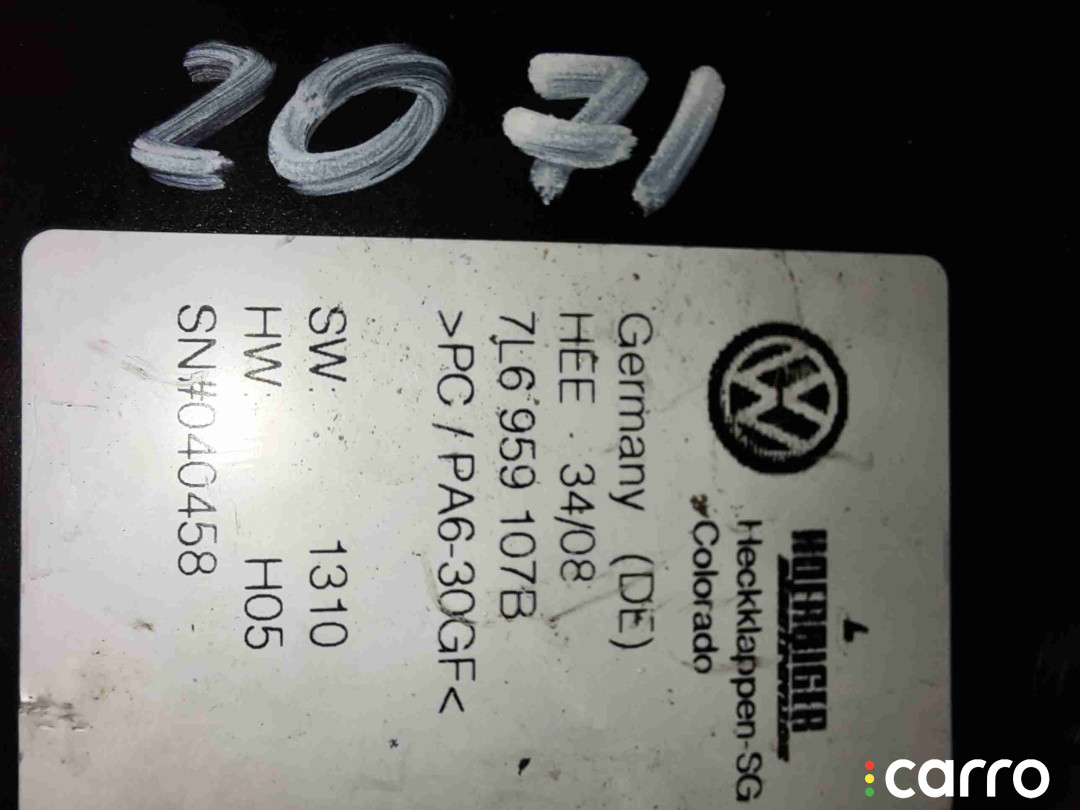 2071
HOERBIGER
Heckklappen-SG
Colorado
Germany (DE)
HEE 34/08
7L6 959 107B
>PC / PA6-30GF<
SW 1310
HW H05
SN#040458
carro